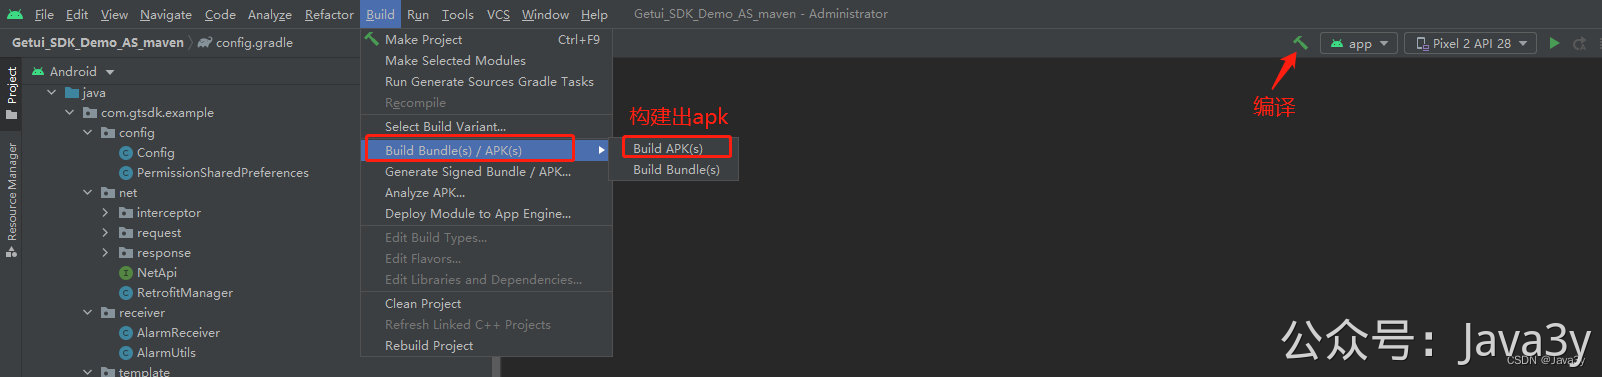 File Edit View Navigate Code Analyze Refactor Build Run Tools VCS Window Help Getui_SDK_Demo_AS_maven - Administrator
Getui_SDK_Demo_AS_maven config.gradle
app Pixel 2 API 28
编译
Project
Resource Manager
Android
java
com.gtsdk.example
config
Config
PermissionSharedPreferences
net
interceptor
request
response
NetApi
RetrofitManager
receiver
AlarmReceiver
AlarmUtils
template
Make Project Ctrl+F9
Make Selected Modules
Run Generate Sources Gradle Tasks
Recompile
Select Build Variant...
Build Bundle(s) / APK(s)
Generate Signed Bundle / APK...
Analyze APK...
Deploy Module to App Engine...
Edit Build Types...
Edit Flavors...
Edit Libraries and Dependencies...
Clean Project
Refresh Linked C++ Projects
Rebuild Project
构建出apk
Build APK(s)
Build Bundle(s)
公众号：Java3y
CSDN @Java3y